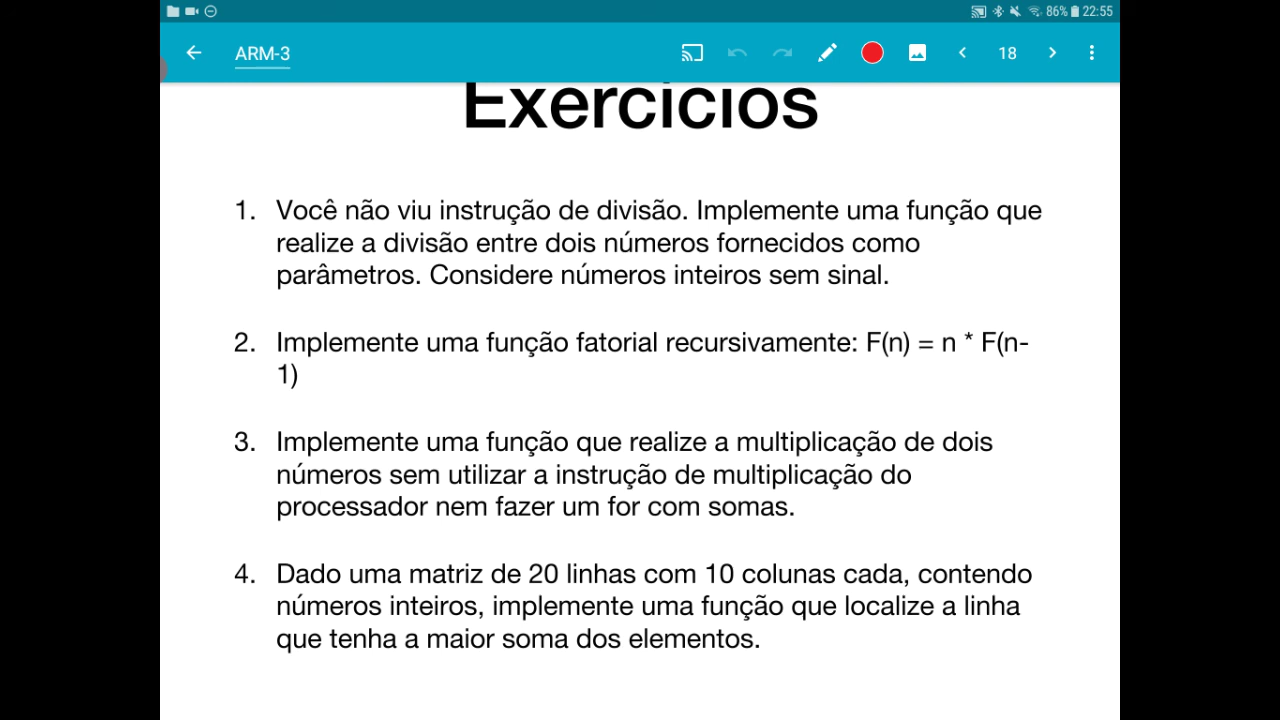 86% 22:55
ARM-3
18
Exercícios
1. Você não viu instrução de divisão. Implemente uma função que
realize a divisão entre dois números fornecidos como
parâmetros. Considere números inteiros sem sinal.
2. Implemente uma função fatorial recursivamente: F(n) = n * F(n-
1)
3. Implemente uma função que realize a multiplicação de dois
números sem utilizar a instrução de multiplicação do
processador nem fazer um for com somas.
4. Dado uma matriz de 20 linhas com 10 colunas cada, contendo
números inteiros, implemente uma função que localize a linha
que tenha a maior soma dos elementos.